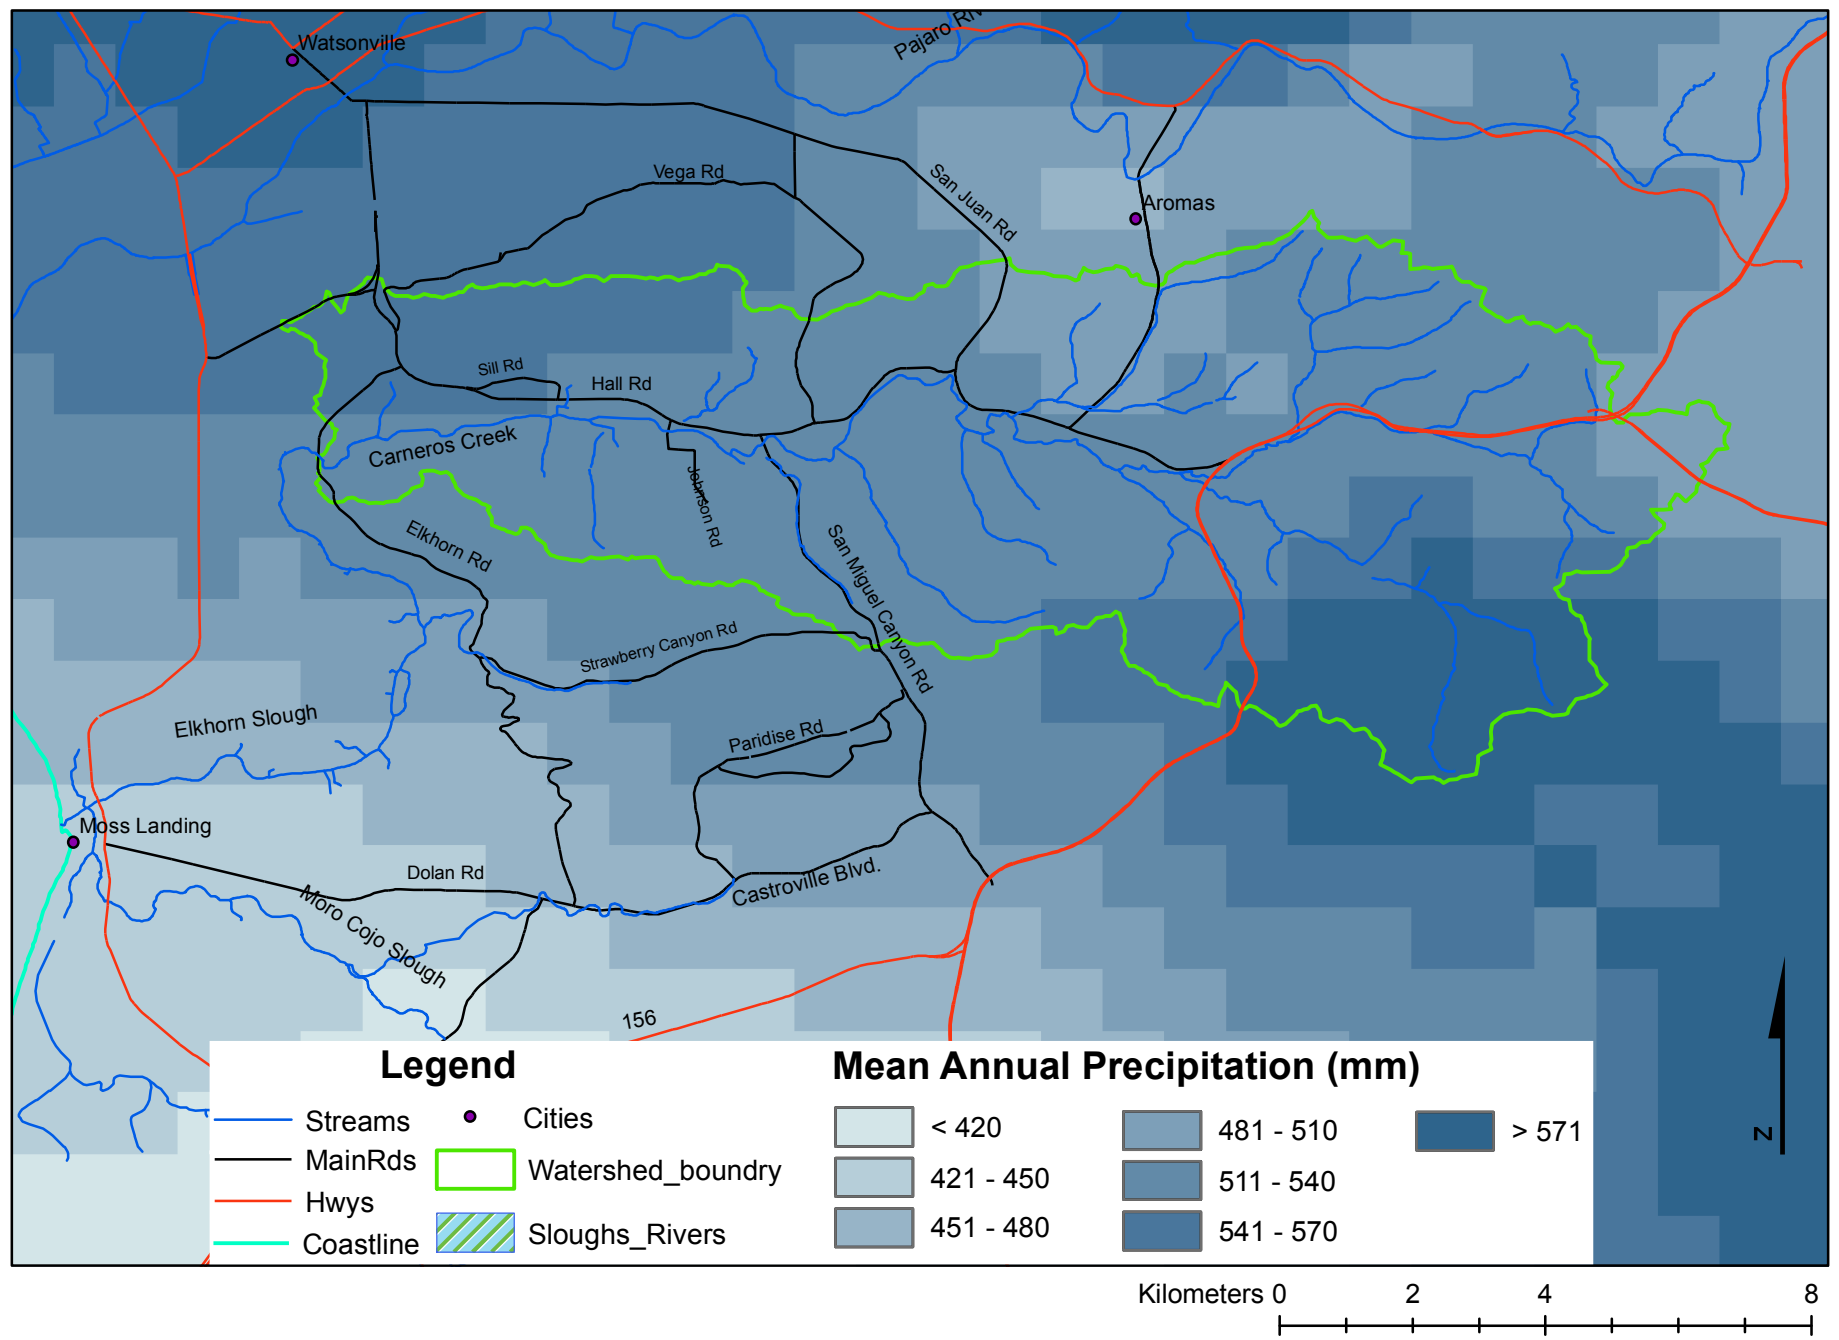 Pajaro Riv
Watsonville
Vega Rd
San Juan Rd
Aromas
Sill Rd
Hall Rd
Carneros Creek
Johnson Rd
Elkhorn Rd
San Miguel Canyon Rd
Strawberry Canyon Rd
Elkhorn Slough
Paridise Rd
Moss Landing
Dolan Rd
Castroville Blvd.
Moro Cojo Slough
156
Legend
Streams
MainRds
Hwys
Coastline
Cities
Watershed_boundry
Sloughs_Rivers
Mean Annual Precipitation (mm)
< 420
421 - 450
451 - 480
481 - 510
511 - 540
541 - 570
> 571
N
Kilometers 0 2 4 8